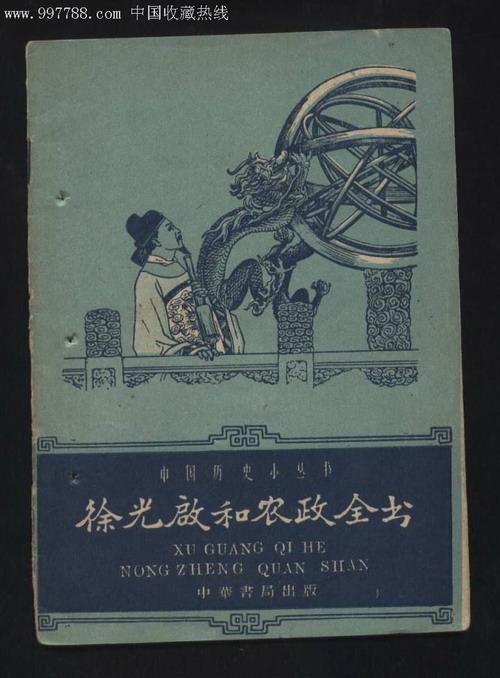 www.997788.com 中国收藏热线
中国历史小丛书
徐光啟和农政全书
XU GUANG QI HE
NONG ZHENG QUAN SHAN
中華書局出版